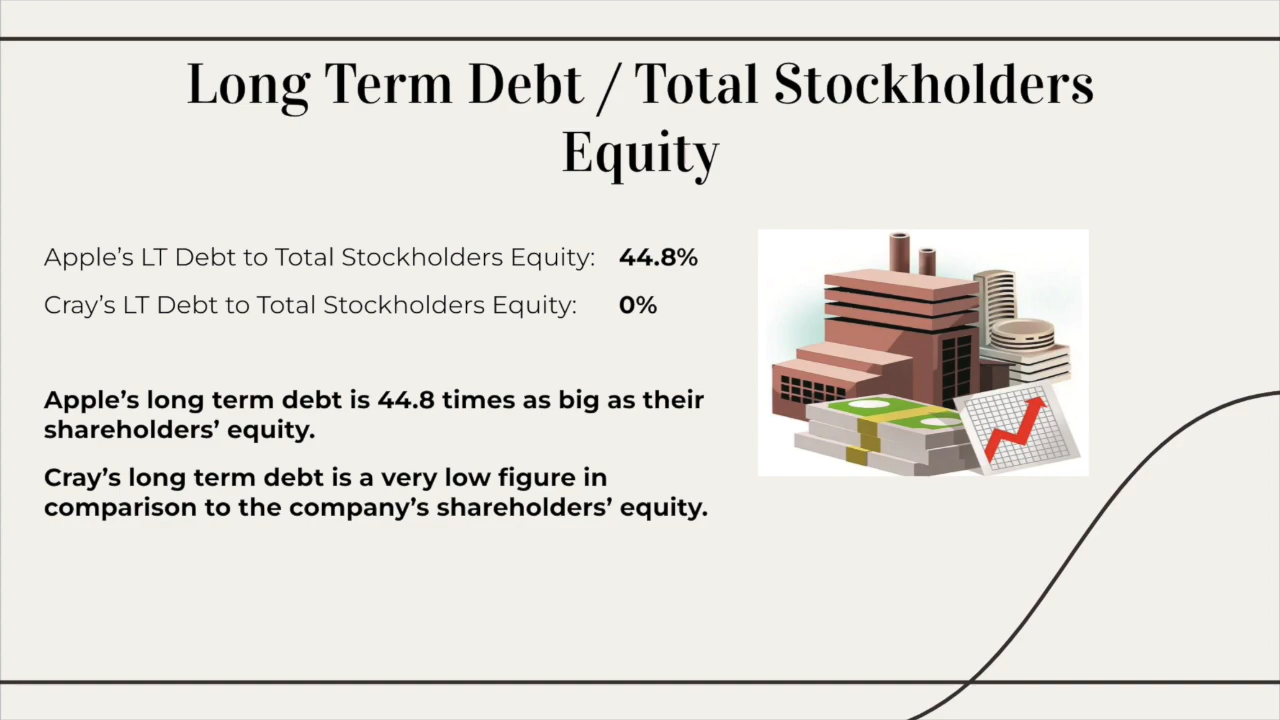 Long Term Debt / Total Stockholders
Equity
Apple’s LT Debt to Total Stockholders Equity: 44.8%
Cray’s LT Debt to Total Stockholders Equity: 0%
Apple’s long term debt is 44.8 times as big as their
shareholders’ equity.
Cray’s long term debt is a very low figure in
comparison to the company’s shareholders’ equity.